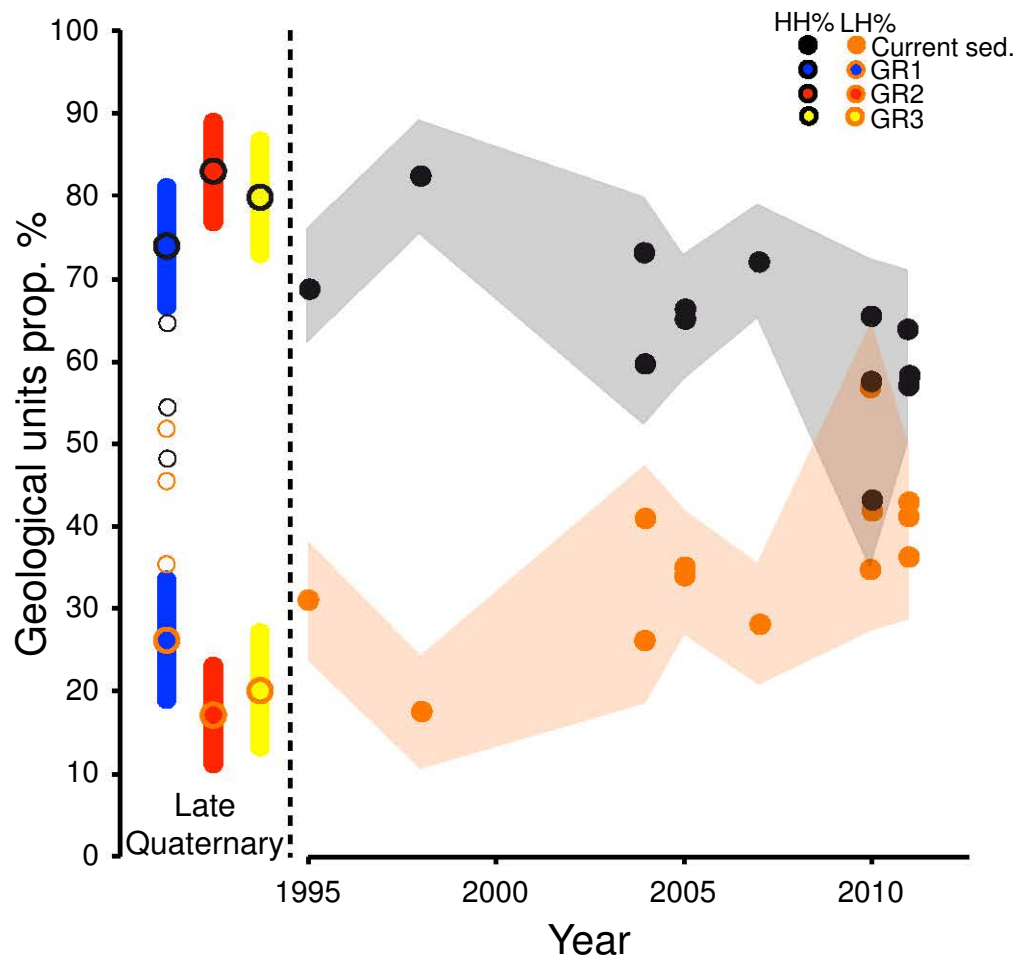 HH% LH%
Current sed.
GR1
GR2
GR3
Geological units prop. %
100
90
80
70
60
50
40
30
20
10
0
Late
Quaternary
1995 2000 2005 2010
Year